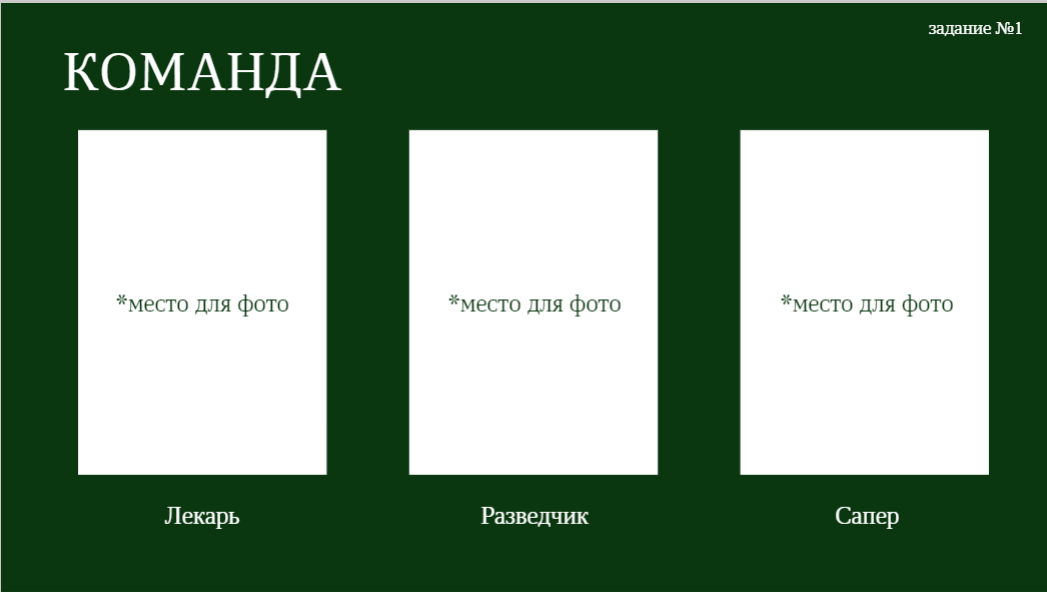 задание №1
КОМАНДА
*место для фото
*место для фото
*место для фото
Лекарь
Разведчик
Сапер